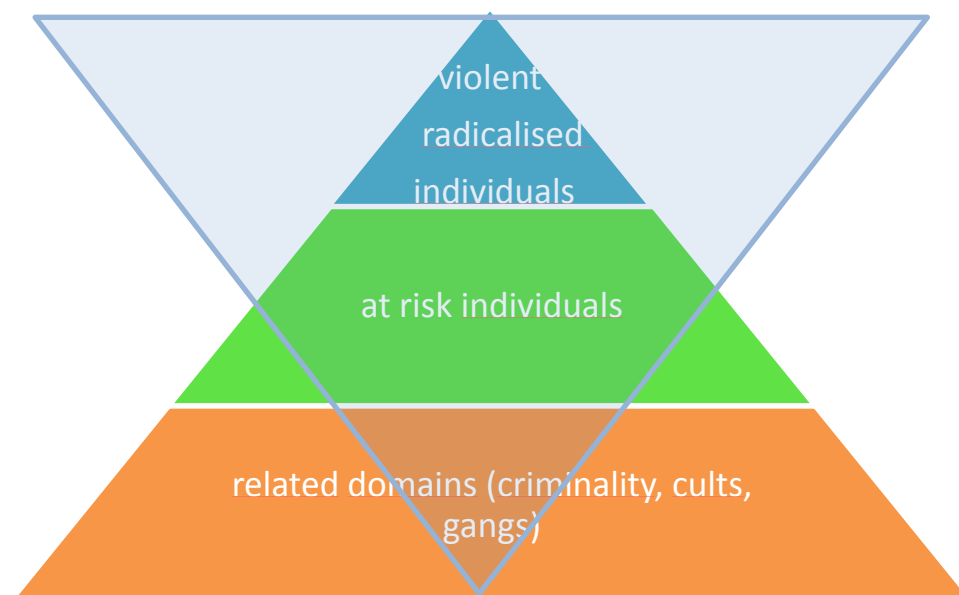 violent
radicalised
individuals
at risk individuals
related domains (criminality, cults,
gangs)